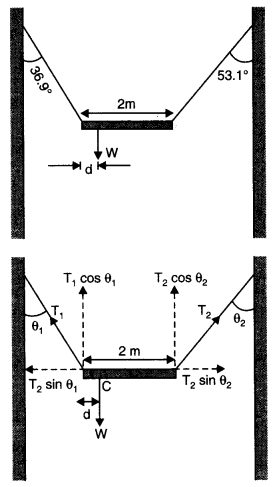 36.9°
53.1°
2m
W
d
T1 cos θ1
T2 cos θ2
T1
T2
θ1
θ2
2 m
T2 sin θ1
T2 sin θ2
C
d
W